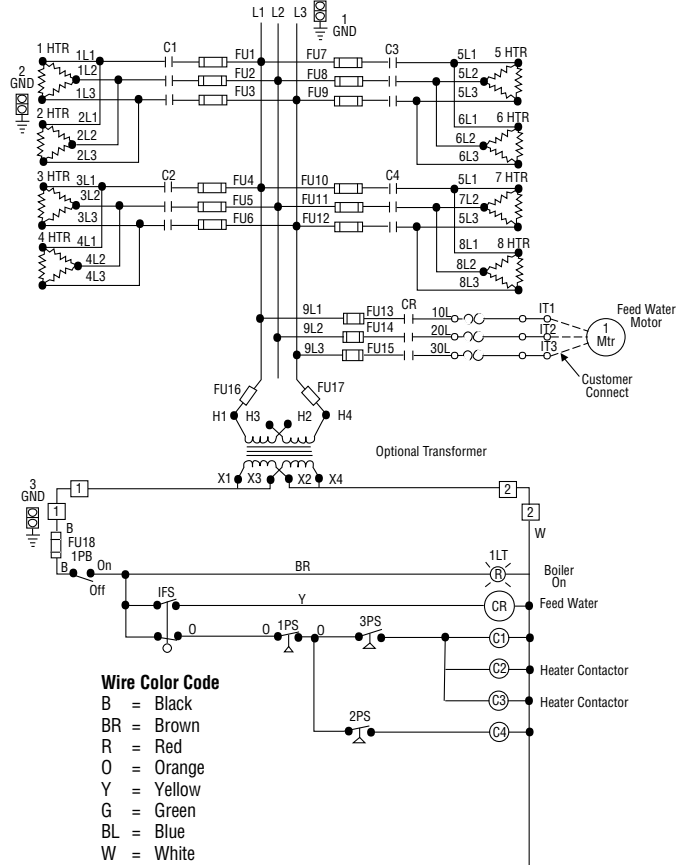 L1 L2 L3 1 GND
1 HTR 1L1 C1 FU1 FU7 C3 5L1 5 HTR
1L2 FU2 FU8 5L2
2 GND
1L3 FU3 FU9 5L3
2 HTR 2L1 6L1 6 HTR
2L2 6L2
2L3 6L3
3 HTR 3L1 C2 FU4 FU10 C4 5L1 7 HTR
3L2 FU5 FU11 7L2
3L3 FU6 FU12 5L3
4 HTR 4L1 8L1 8 HTR
4L2 8L2
4L3 8L3
9L1 FU13 CR 10L IT1 Feed Water Motor
9L2 FU14 20L IT2 1 Mtr
9L3 FU15 30L IT3
Customer Connect
FU16 FU17
H1 H3 H2 H4
Optional Transformer
X1 X3 X2 X4
3 GND
1 2
1 2
B W
FU18
1PB
B On BR 1LT R Boiler On
Off
IFS Y CR Feed Water
O O 1PS O 3PS C1
C2 Heater Contactor
C3 Heater Contactor
2PS C4
Wire Color Code
B = Black
BR = Brown
R = Red
O = Orange
Y = Yellow
G = Green
BL = Blue
W = White